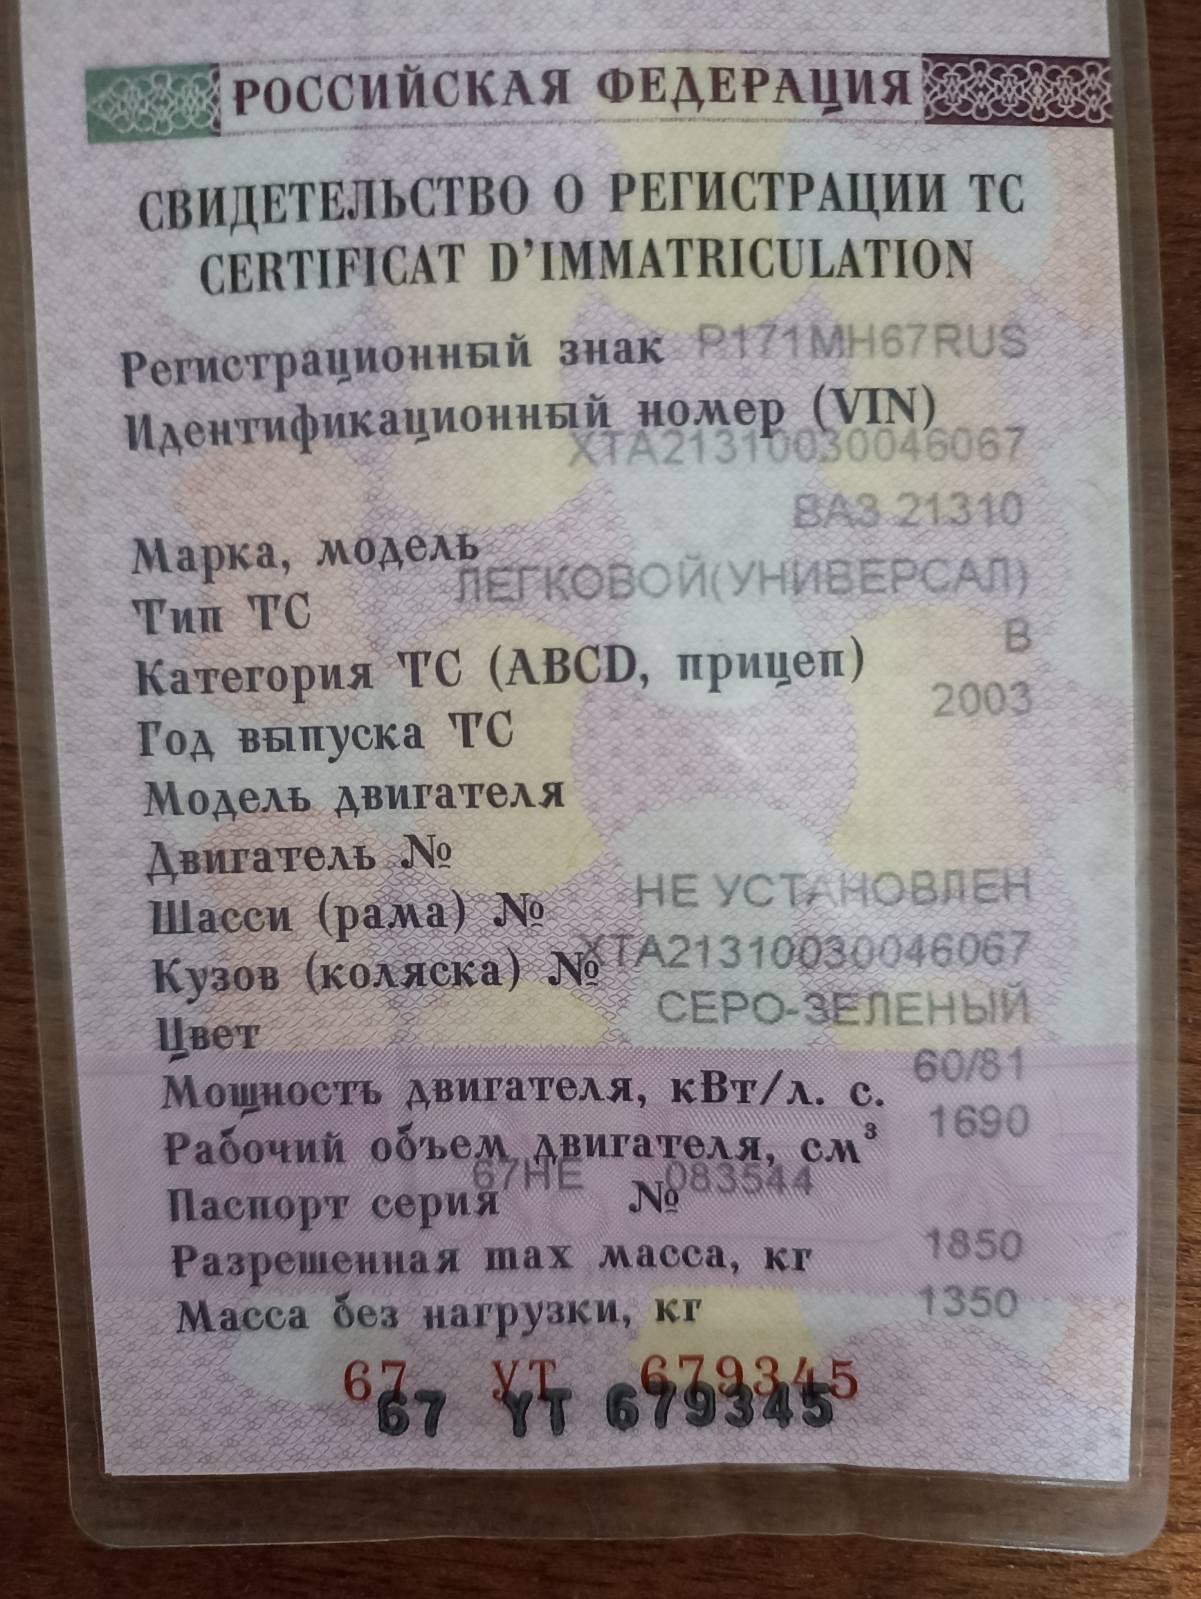 РОССИЙСКАЯ ФЕДЕРАЦИЯ
СВИДЕТЕЛЬСТВО О РЕГИСТРАЦИИ ТС
CERTIFICAT D'IMMATRICULATION
Регистрационный знак Р171МН67RUS
Идентификационный номер (VIN)
XTA21310030046067
ВАЗ 21310
Марка, модель
ЛЕГКОВОЙ(УНИВЕРСАЛ)
Тип ТС
В
Категория ТС (ABCD, прицеп)
2003
Год выпуска ТС
Модель двигателя
Двигатель №
НЕ УСТАНОВЛЕН
Шасси (рама) №
XTA21310030046067
Кузов (коляска) №
СЕРО-ЗЕЛЕНЫЙ
Цвет
60/81
Мощность двигателя, кВт/л. с.
1690
Рабочий объем двигателя, см³
67НЕ 083544
Паспорт серия №
1850
Разрешенная max масса, кг
1350
Масса без нагрузки, кг
67 УТ 679345
67 УТ 679345